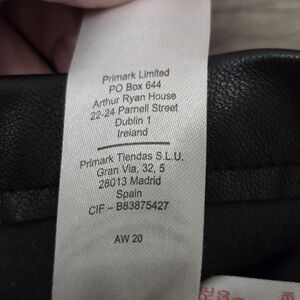 Primark Limited
PO Box 644
Arthur Ryan House
22-24 Parnell Street
Dublin 1
Ireland
Primark Tiendas S.L.U.
Gran Via, 32, 5
28013 Madrid
Spain
CIF – B83875427
AW 20